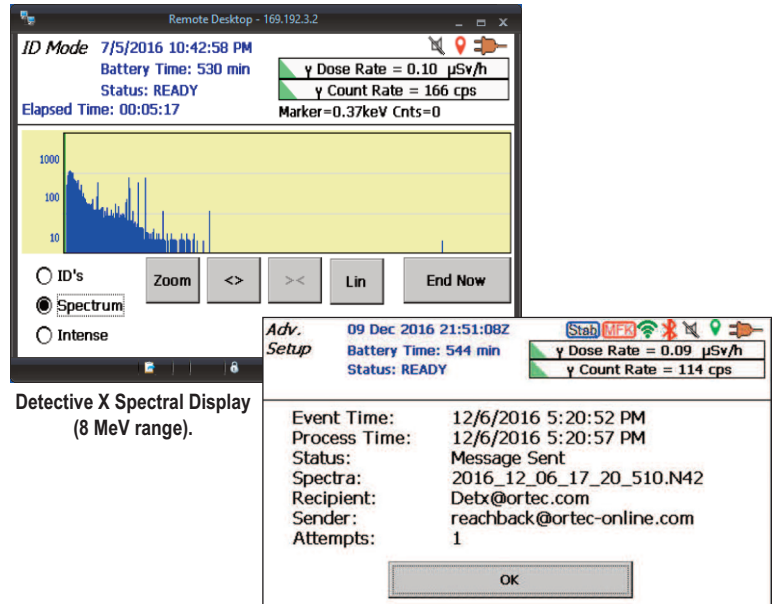 Remote Desktop - 169.192.3.2
ID Mode 7/5/2016 10:42:58 PM
Battery Time: 530 min
γ Dose Rate = 0.10 µSv/h
Status: READY
γ Count Rate = 166 cps
Elapsed Time: 00:05:17
Marker=0.37keV Cnts=0
1000
100
10
ID's
Spectrum
Intense
Zoom
<>
><
Lin
End Now
Detective X Spectral Display
(8 MeV range).
Adv.
Setup
09 Dec 2016 21:51:08Z
Stab MFK
Battery Time: 544 min
γ Dose Rate = 0.09 µSv/h
Status: READY
γ Count Rate = 114 cps
Event Time: 12/6/2016 5:20:52 PM
Process Time: 12/6/2016 5:20:57 PM
Status: Message Sent
Spectra: 2016_12_06_17_20_510.N42
Recipient: Detx@ortec.com
Sender: reachback@ortec-online.com
Attempts: 1
OK